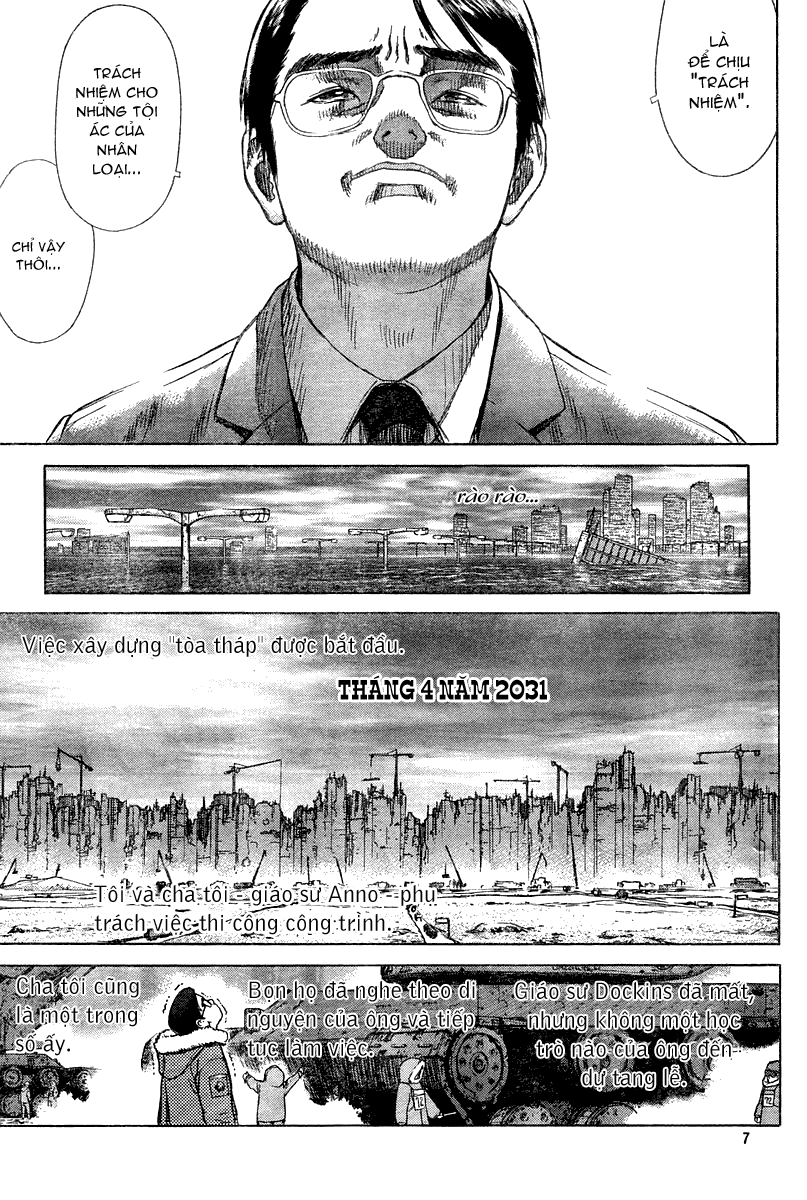 LÀ
ĐỂ CHỊU
"TRÁCH
NHIỆM".
TRÁCH
NHIỆM CHO
NHỮNG TỘI
ÁC CỦA
NHÂN
LOẠI...
CHỈ VẬY
THÔI...
rào rào...
Việc xây dựng "tòa tháp" được bắt đầu.
THÁNG 4 NĂM 2031
Tôi và cha tôi - giáo sư Anno - phụ
trách việc thi công công trình.
Giáo sư Dockins đã mất,
nhưng không một học
trò nào của ông đến
dự tang lễ.
Bọn họ đã nghe theo di
nguyện của ông và tiếp
tục làm việc.
Cha tôi cũng
là một trong
số ấy.
12
12
7